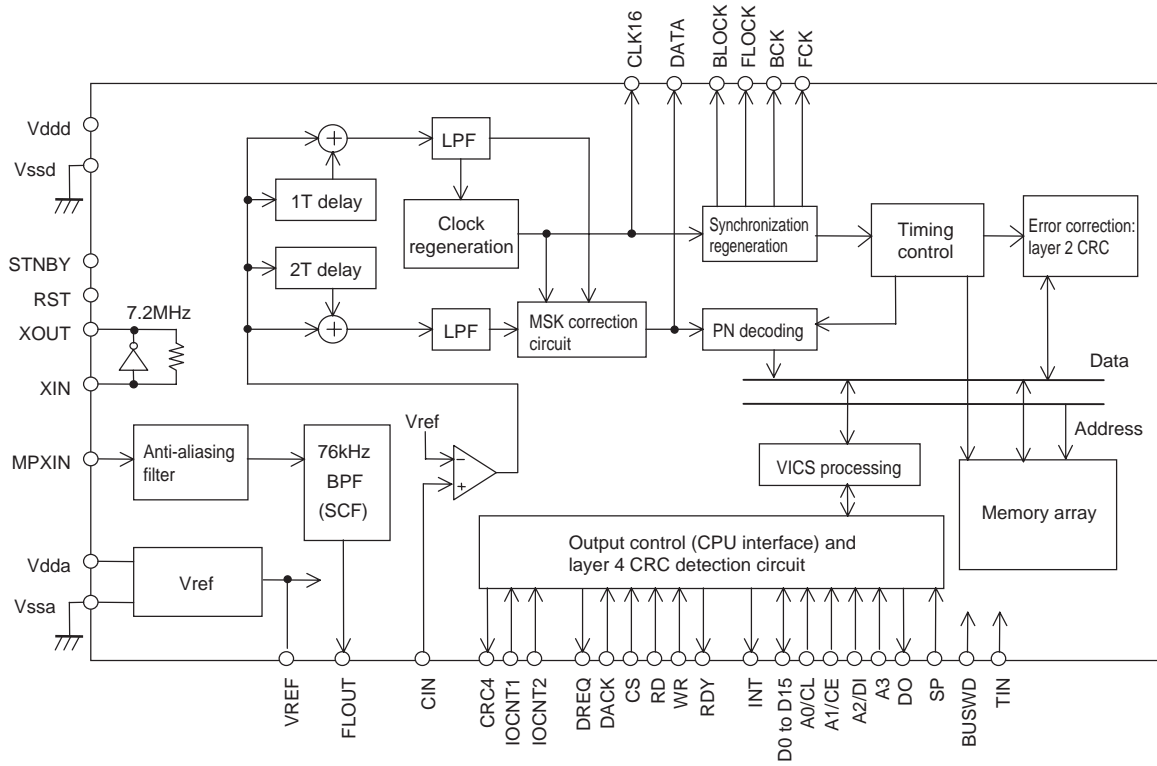 CLK16
DATA
BLOCK
FLOCK
BCK
FCK
Vddd
Vssd
STNBY
RST
XOUT
XIN
MPXIN
Vdda
Vssa
7.2MHz
+
LPF
1T delay
Clock
regeneration
2T delay
+
LPF
MSK correction
circuit
Synchronization
regeneration
Timing
control
Error correction:
layer 2 CRC
PN decoding
Data
Address
Anti-aliasing
filter
76kHz
BPF
(SCF)
Vref
−
+
VICS processing
Memory array
Output control (CPU interface) and
layer 4 CRC detection circuit
Vref
VREF
FLOUT
CIN
CRC4
IOCNT1
IOCNT2
DREQ
DACK
CS
RD
WR
RDY
INT
D0 to D15
A0/CL
A1/CE
A2/DI
A3
DO
SP
BUSWD
TIN